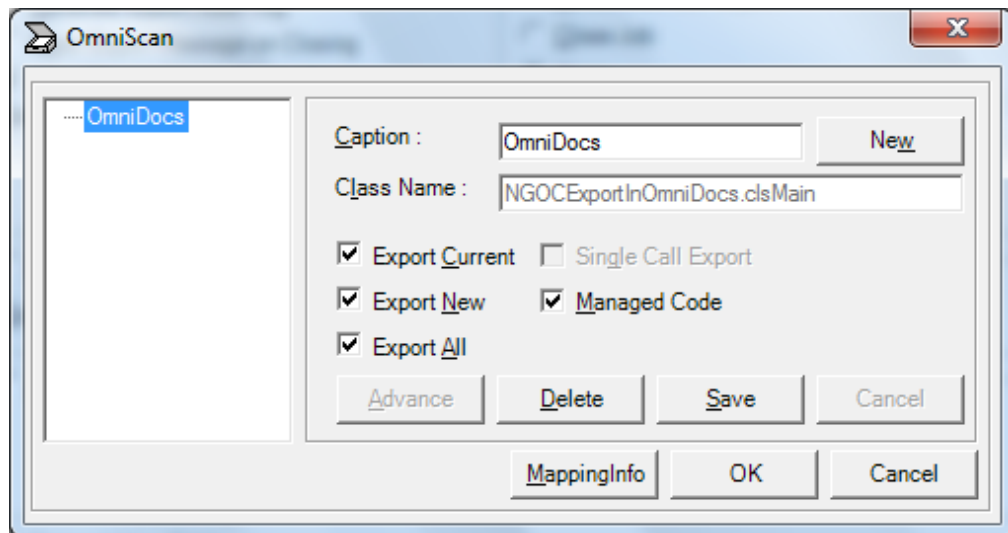 OmniScan
OmniDocs
Caption : OmniDocs New
Class Name : NGOCExportInOmniDocs.clsMain
Export Current Single Call Export
Export New Managed Code
Export All
Advance Delete Save Cancel
MappingInfo OK Cancel